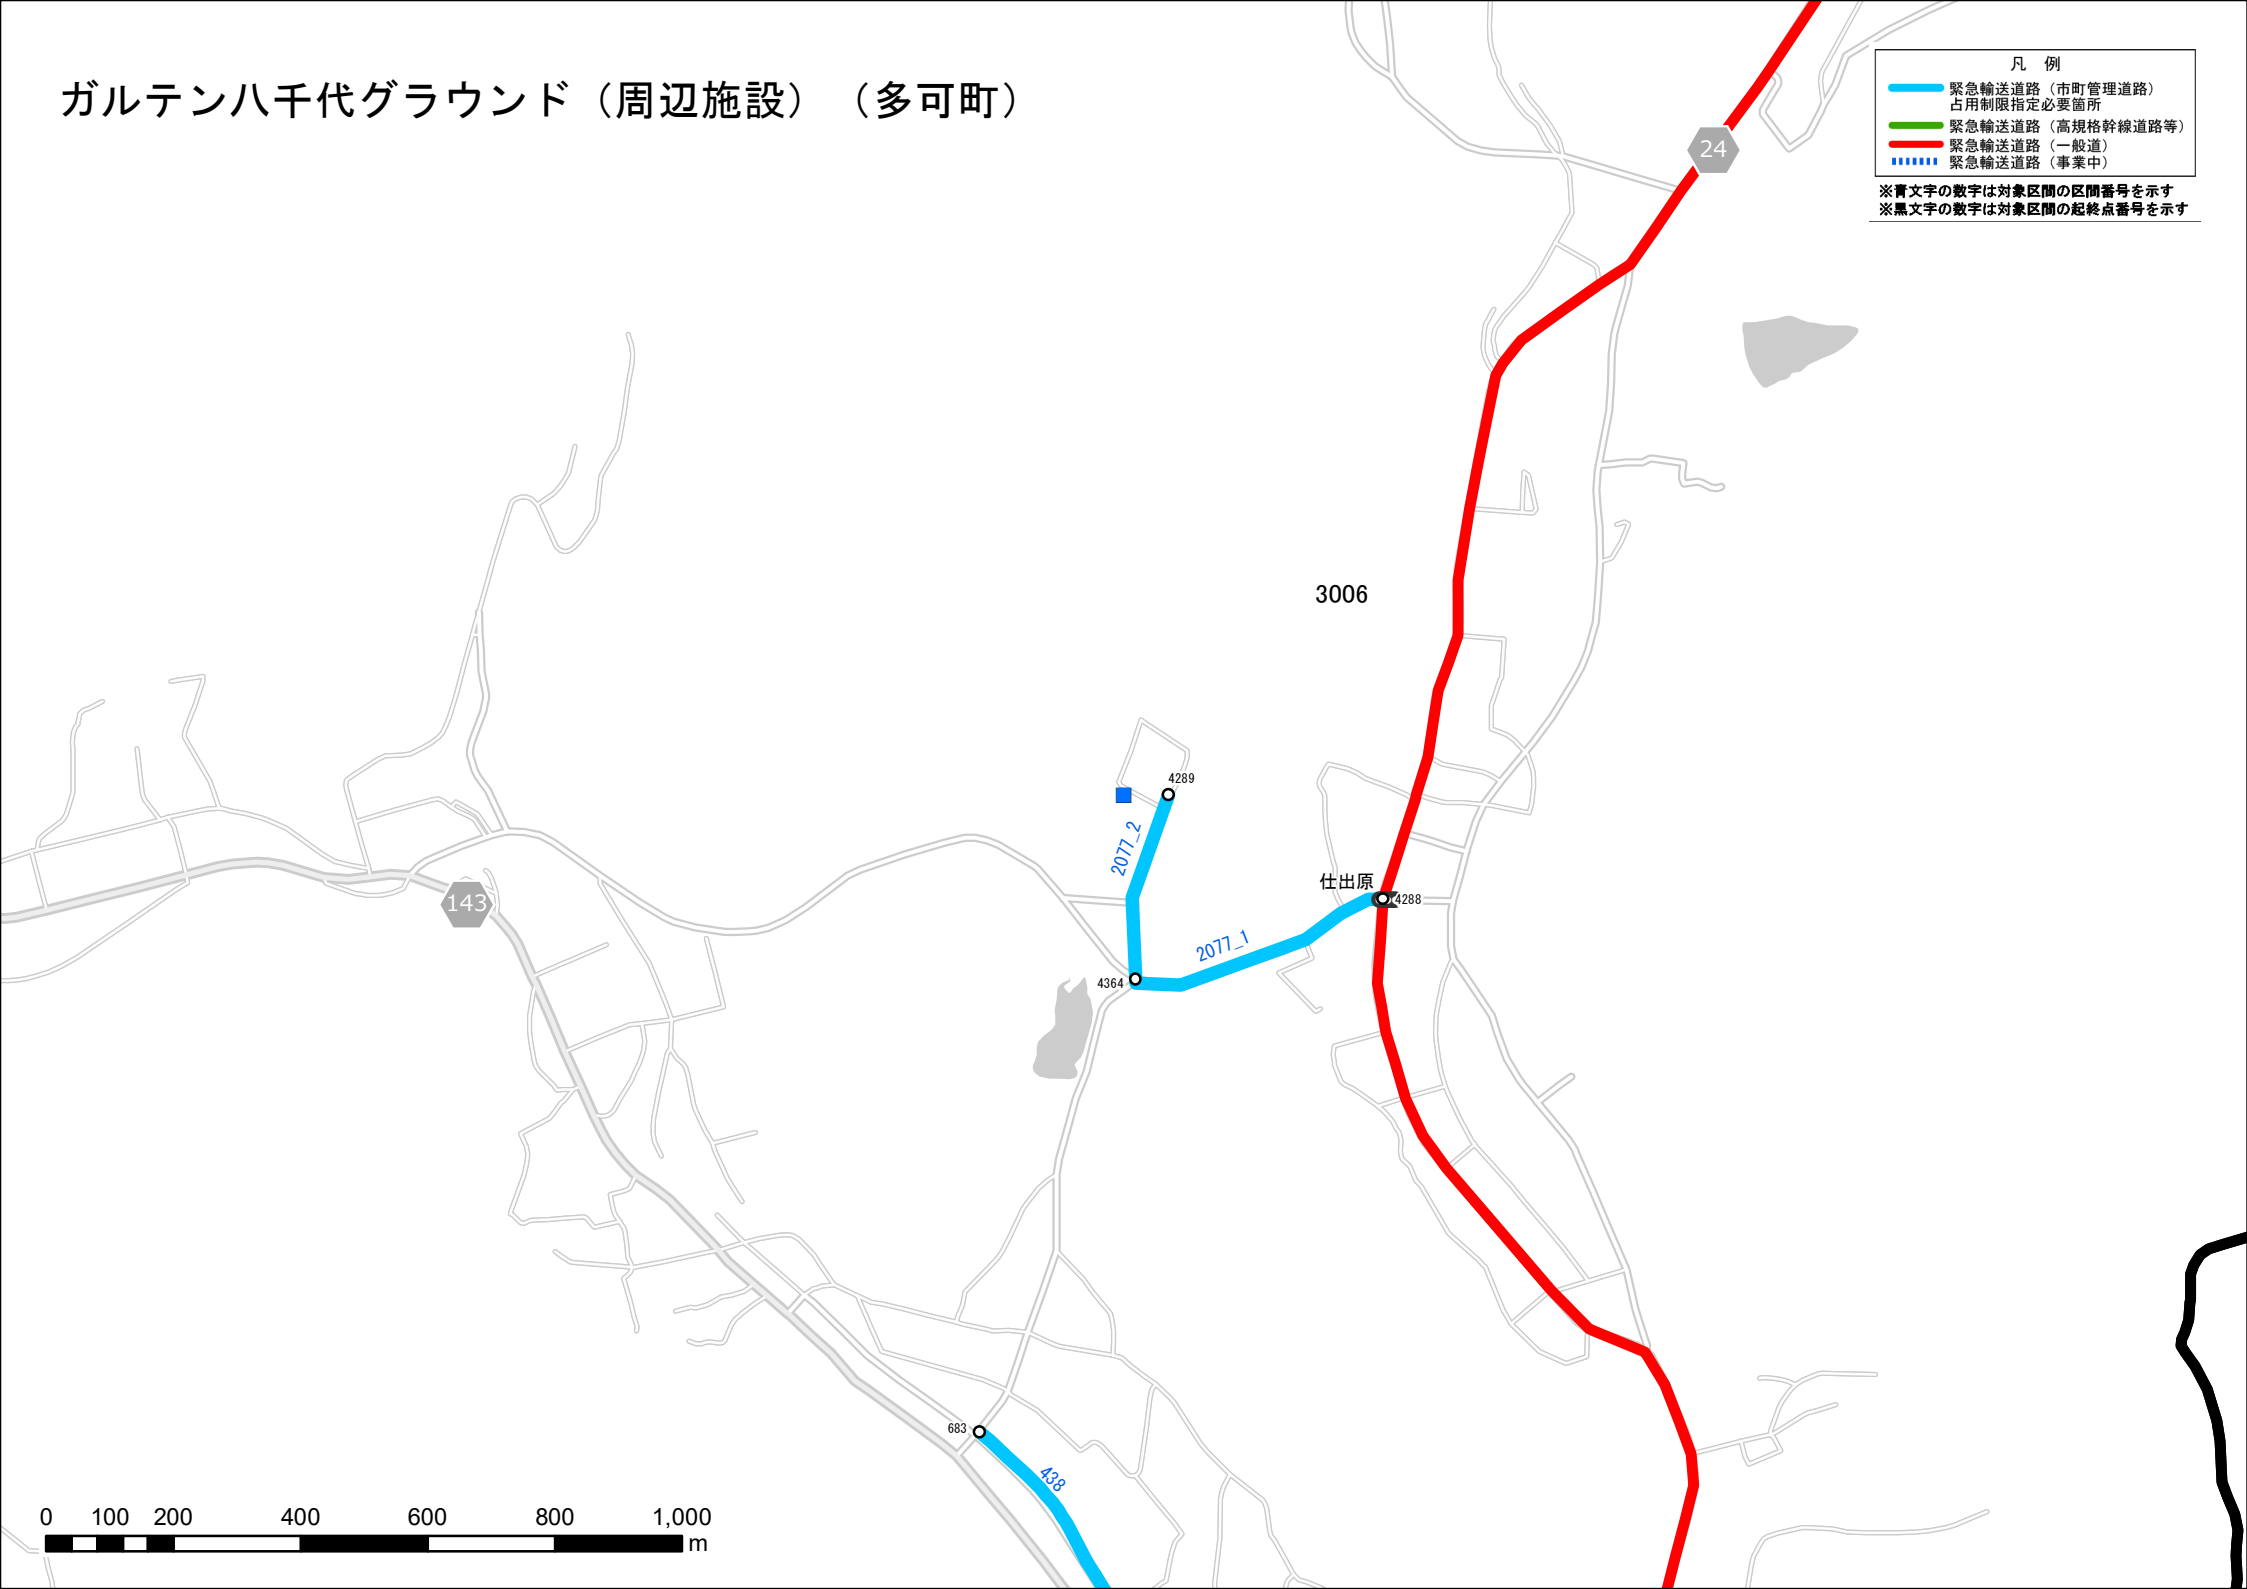 ガルテン八千代グラウンド（周辺施設）（多可町）
凡　例
緊急輸送道路（市町管理道路）
占用制限指定必要箇所
緊急輸送道路（高規格幹線道路等）
緊急輸送道路（一般道）
緊急輸送道路（事業中）
※青文字の数字は対象区間の区間番号を示す
※黒文字の数字は対象区間の起終点番号を示す
24
3006
4289
2077_2
仕出原
4288
143
2077_1
4364
683
438
0 100 200 400 600 800 1,000
m